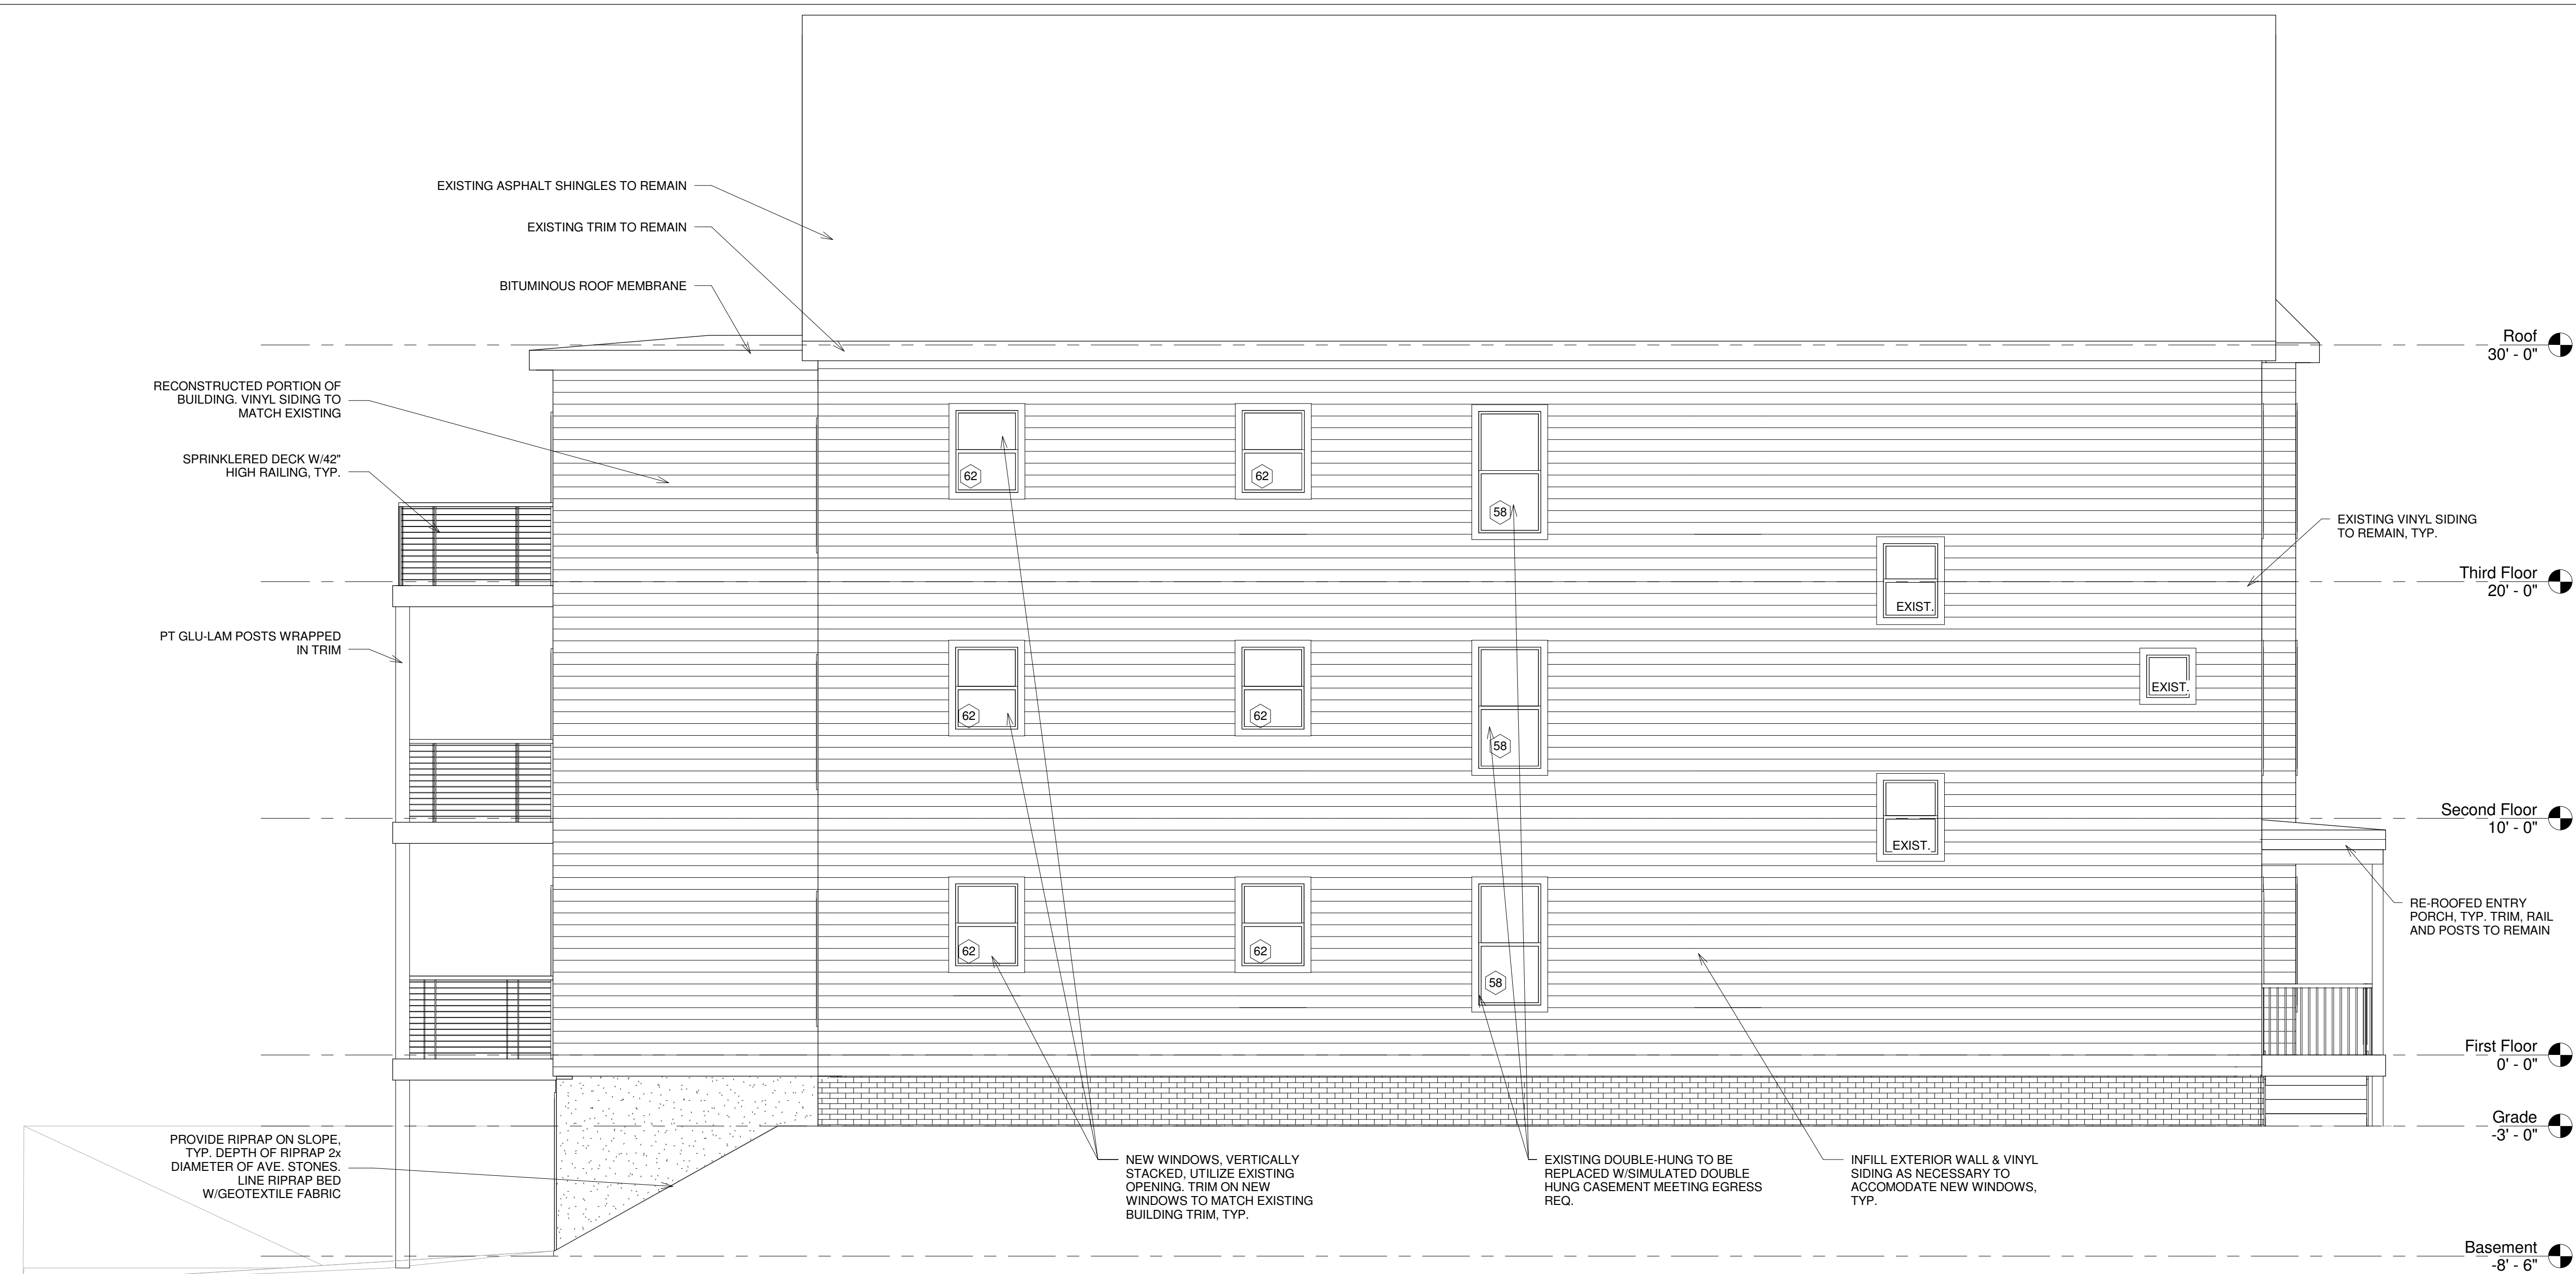 EXISTING ASPHALT SHINGLES TO REMAIN
EXISTING TRIM TO REMAIN
BITUMINOUS ROOF MEMBRANE
Roof
30' - 0"
RECONSTRUCTED PORTION OF
BUILDING. VINYL SIDING TO
MATCH EXISTING
SPRINKLERED DECK W/42"
HIGH RAILING, TYP.
62
62
58
EXISTING VINYL SIDING
TO REMAIN, TYP.
Third Floor
20' - 0"
EXIST.
PT GLU-LAM POSTS WRAPPED
IN TRIM
62
62
58
EXIST.
Second Floor
10' - 0"
EXIST.
62
62
58
RE-ROOFED ENTRY
PORCH, TYP. TRIM, RAIL
AND POSTS TO REMAIN
First Floor
0' - 0"
Grade
-3' - 0"
PROVIDE RIPRAP ON SLOPE,
TYP. DEPTH OF RIPRAP 2x
DIAMETER OF AVE. STONES.
LINE RIPRAP BED
W/GEOTEXTILE FABRIC
NEW WINDOWS, VERTICALLY
STACKED, UTILIZE EXISTING
OPENING. TRIM ON NEW
WINDOWS TO MATCH EXISTING
BUILDING TRIM, TYP.
EXISTING DOUBLE-HUNG TO BE
REPLACED W/SIMULATED DOUBLE
HUNG CASEMENT MEETING EGRESS
REQ.
INFILL EXTERIOR WALL & VINYL
SIDING AS NECESSARY TO
ACCOMODATE NEW WINDOWS,
TYP.
Basement
-8' - 6"